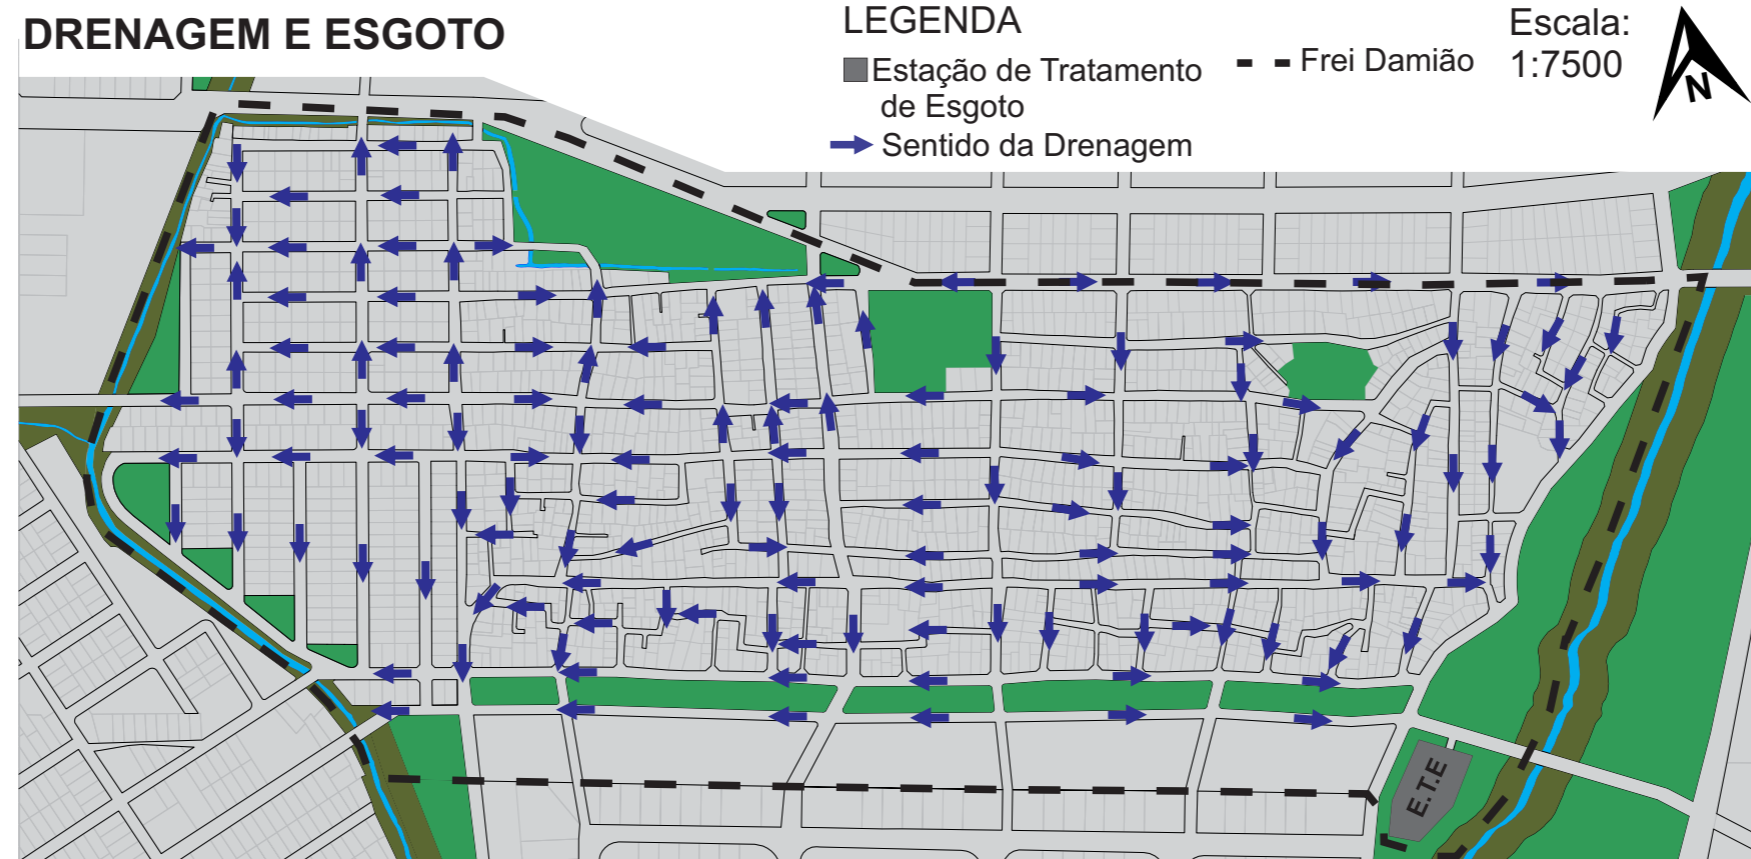 DRENAGEM E ESGOTO
LEGENDA
Estação de Tratamento
de Esgoto
Sentido da Drenagem
Frei Damião
Escala:
1:7500
N
E.T.E